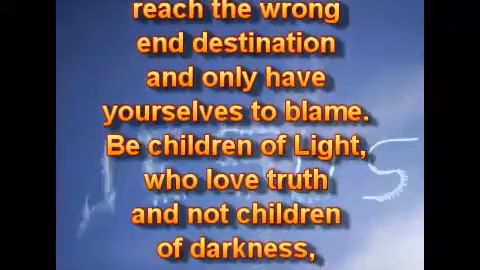 reach the wrong
end destination
and only have
yourselves to blame.
Be children of Light,
who love truth
and not children
of darkness,